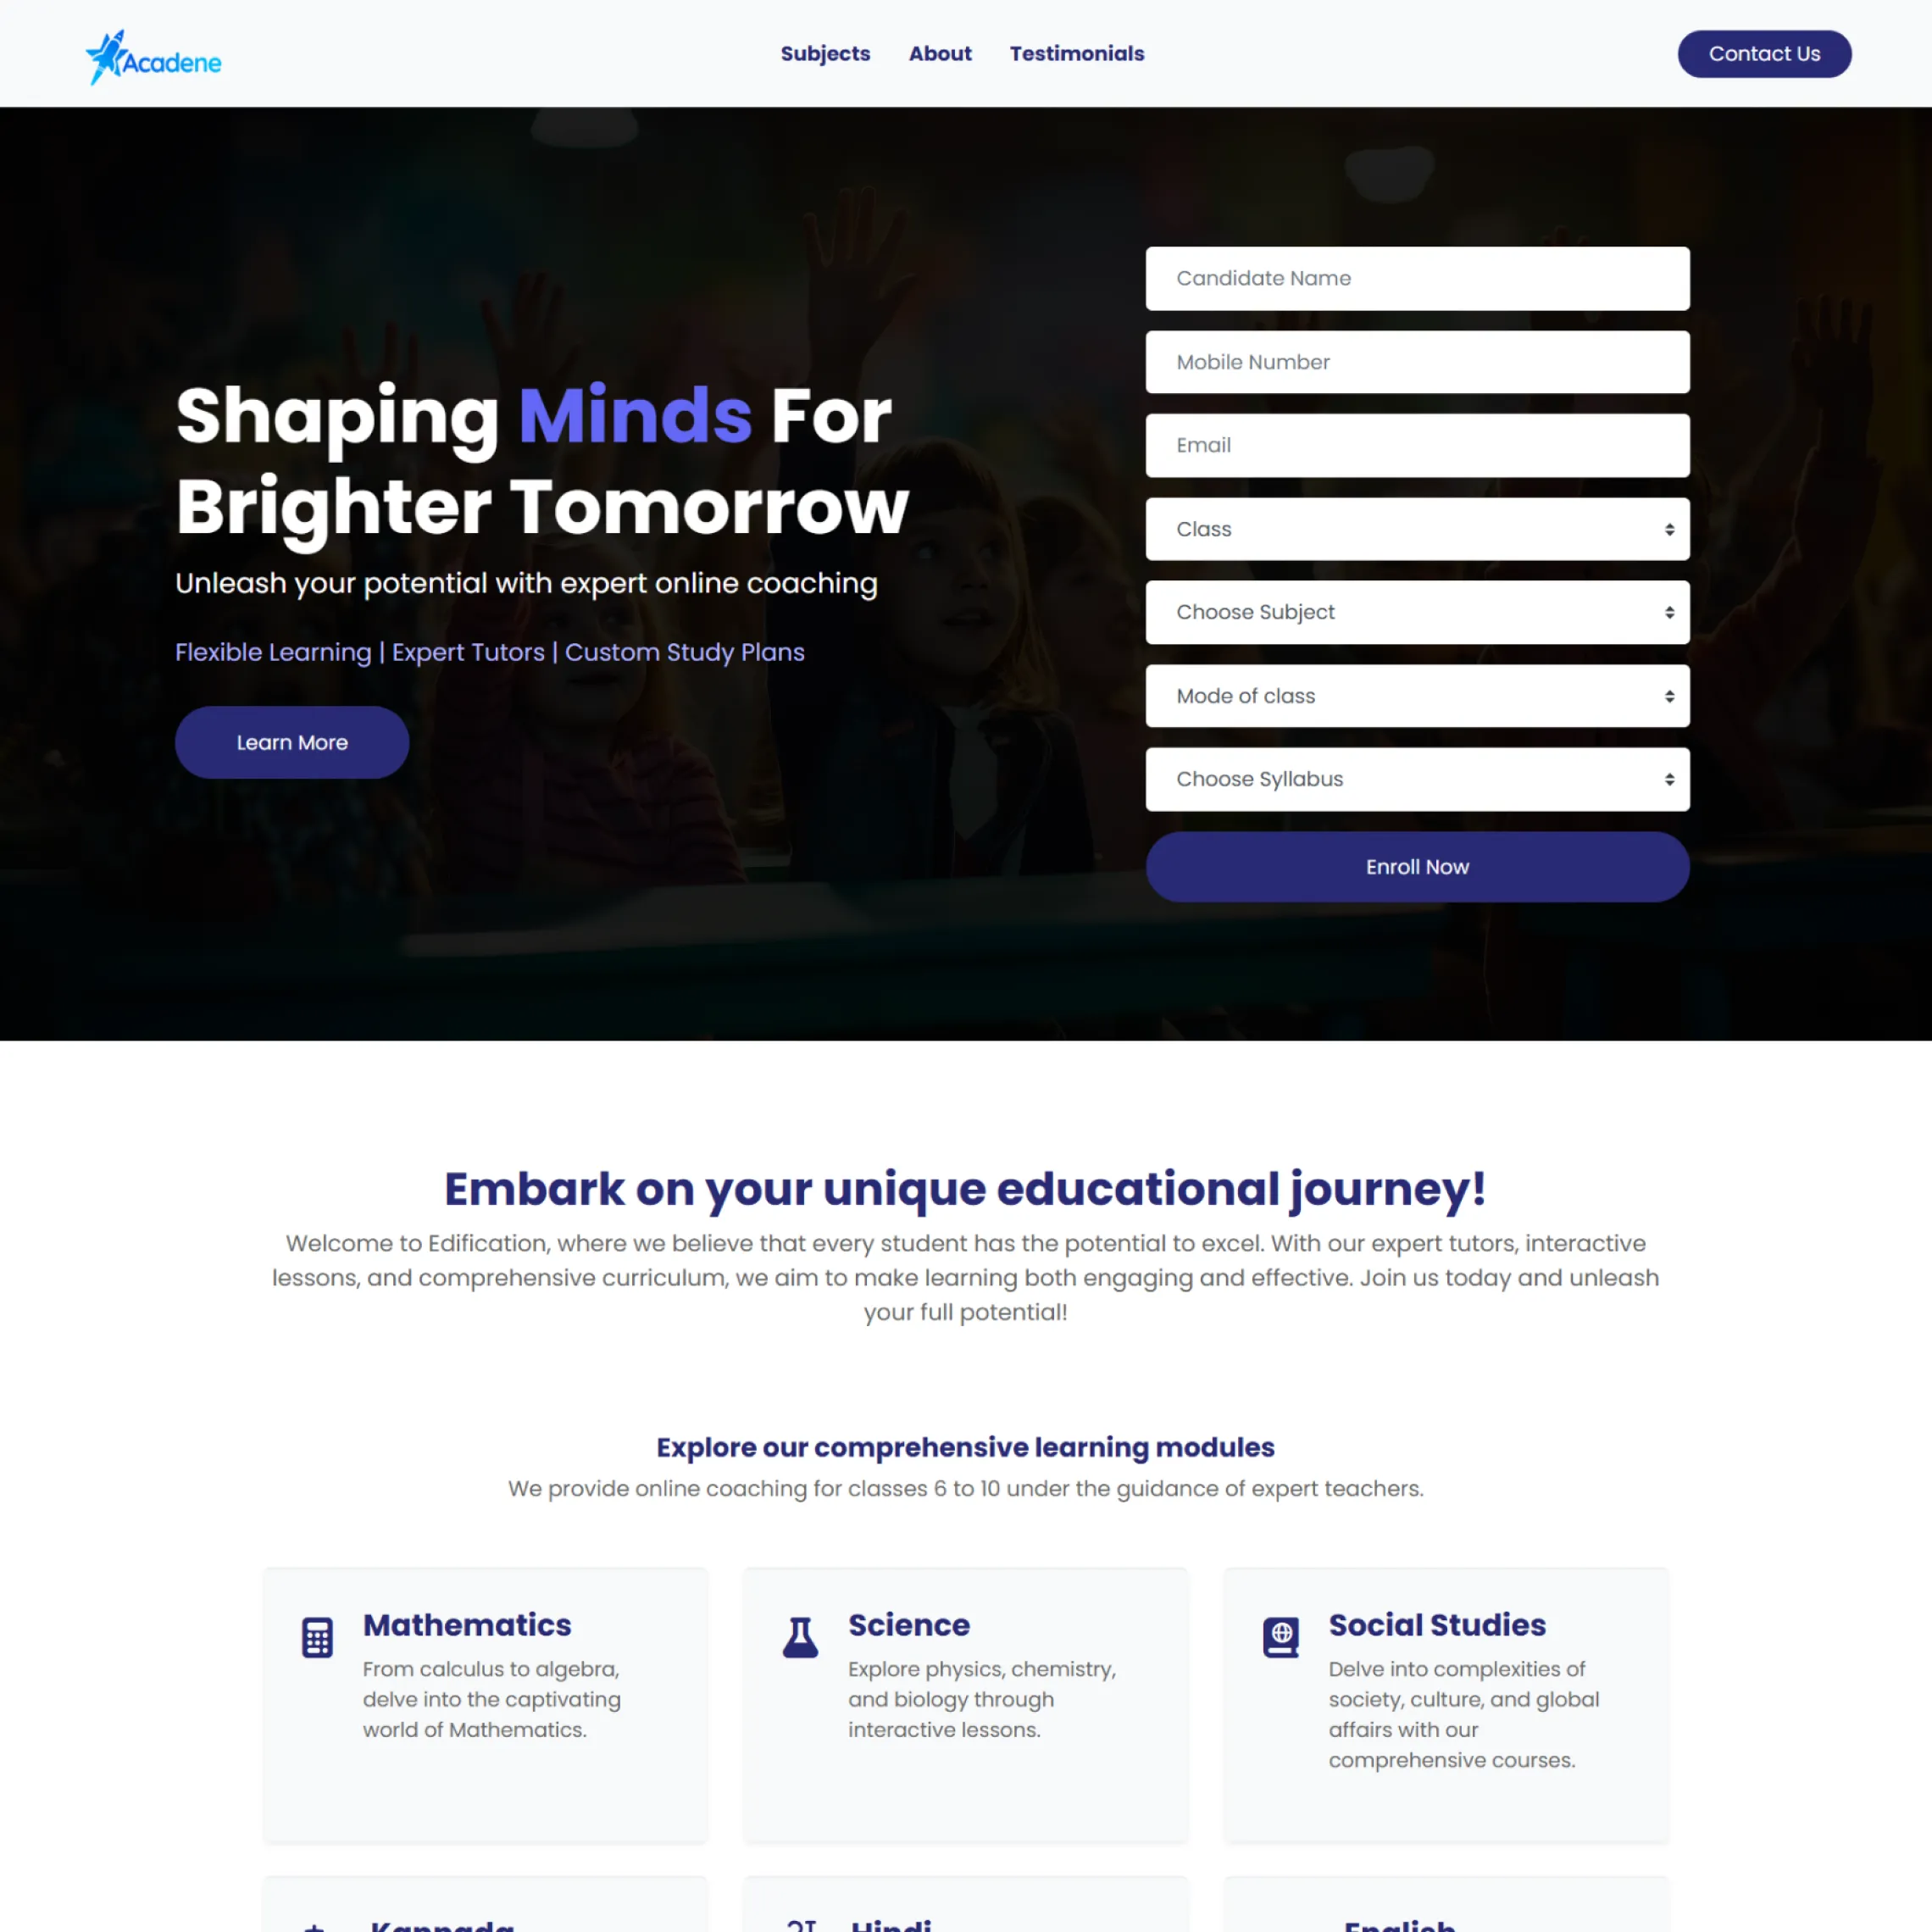 Acadene
Subjects
About
Testimonials
Contact Us
Shaping Minds For
Brighter Tomorrow
Unleash your potential with expert online coaching
Flexible Learning | Expert Tutors | Custom Study Plans
Learn More
Candidate Name
Mobile Number
Email
Class
Choose Subject
Mode of class
Choose Syllabus
Enroll Now
Embark on your unique educational journey!
Welcome to Edification, where we believe that every student has the potential to excel. With our expert tutors, interactive
lessons, and comprehensive curriculum, we aim to make learning both engaging and effective. Join us today and unleash
your full potential!
Explore our comprehensive learning modules
We provide online coaching for classes 6 to 10 under the guidance of expert teachers.
Mathematics
From calculus to algebra,
delve into the captivating
world of Mathematics.
Science
Explore physics, chemistry,
and biology through
interactive lessons.
Social Studies
Delve into complexities of
society, culture, and global
affairs with our
comprehensive courses.
Kannada
Hindi
English